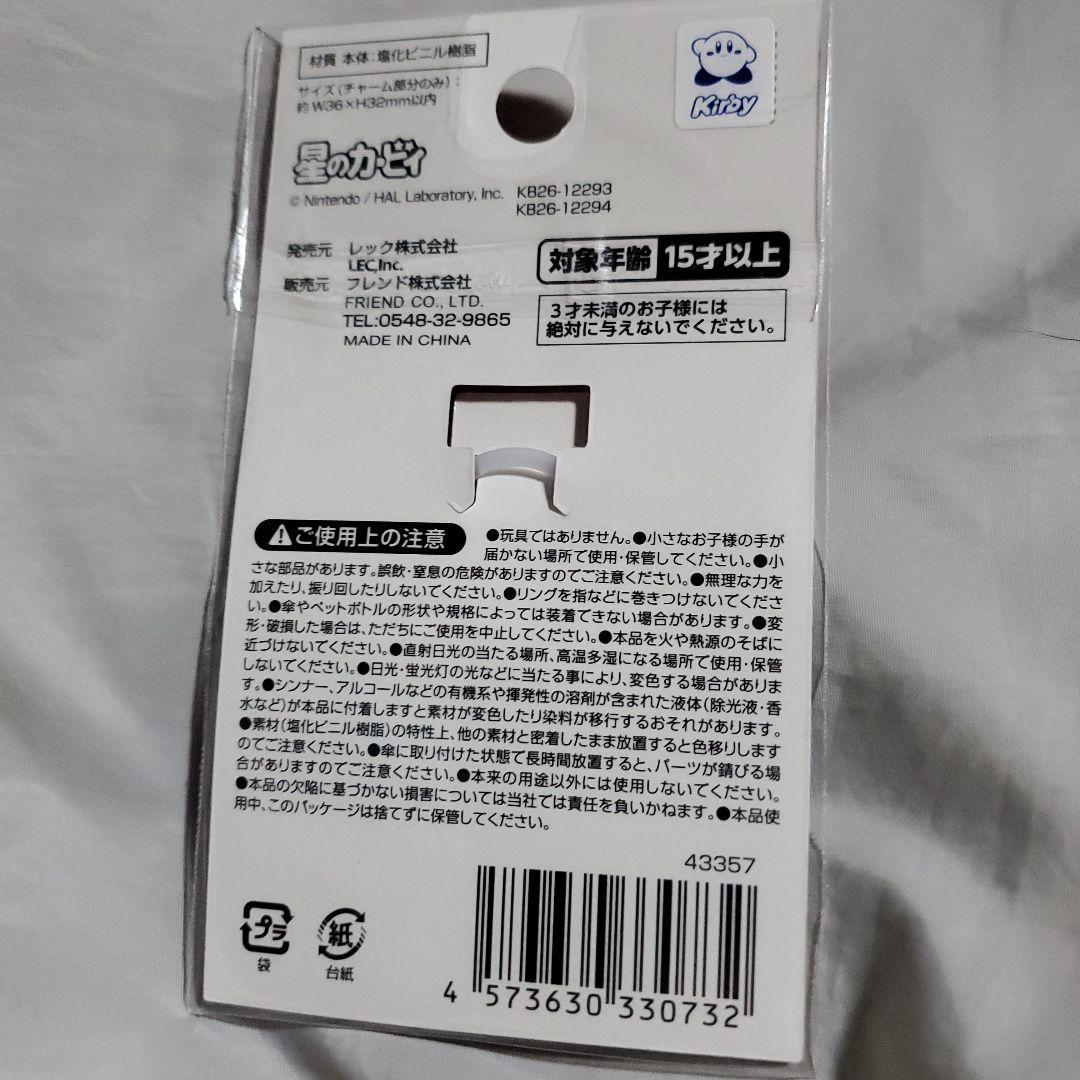 材質 本体:塩化ビニル樹脂
サイズ(チャーム部分のみ):
約W36×H32mm以内
Kirby
星のカービィ
© Nintendo / HAL Laboratory, Inc. KB26-12293
KB26-12294
発売元 レック株式会社
LEC,Inc.
販売元 フレンド株式会社
FRIEND CO., LTD.
TEL:0548-32-9865
MADE IN CHINA
対象年齢 15才以上
3才未満のお子様には
絶対に与えないでください。
⚠ご使用上の注意 ●玩具ではありません。●小さなお子様の手が
届かない場所で使用・保管してください。●小
さな部品があります。誤飲・窒息の危険がありますのでご注意ください。●無理な力を
加えたり、振り回したりしないでください。●リングを指などに巻きつけないでくださ
い。●傘やペットボトルの形状や規格によっては装着できない場合があります。●変
形・破損した場合は、ただちにご使用を中止してください。●本品を火や熱源のそばに
近づけないでください。●直射日光の当たる場所、高温多湿になる場所で使用・保管
しないでください。●日光・蛍光灯の光などに当たる事により、変色する場合がありま
す。●シンナー、アルコールなどの有機系や揮発性の溶剤が含まれた液体(除光液・香
水など)が本品に付着しますと素材が変色したり染料が移行するおそれがあります。
●素材(塩化ビニル樹脂)の特性上、他の素材と密着したまま放置すると色移りします
のでご注意ください。●傘に取り付けた状態で長時間放置すると、パーツが錆びる場
合がありますのでご注意ください。●本来の用途以外には使用しないでください。
●本品の欠陥に基づかない損害については当社では責任を負いかねます。●本品使
用中、このパッケージは捨てずに保管してください。
43357
プラ
袋
紙
台紙
4 573630 330732